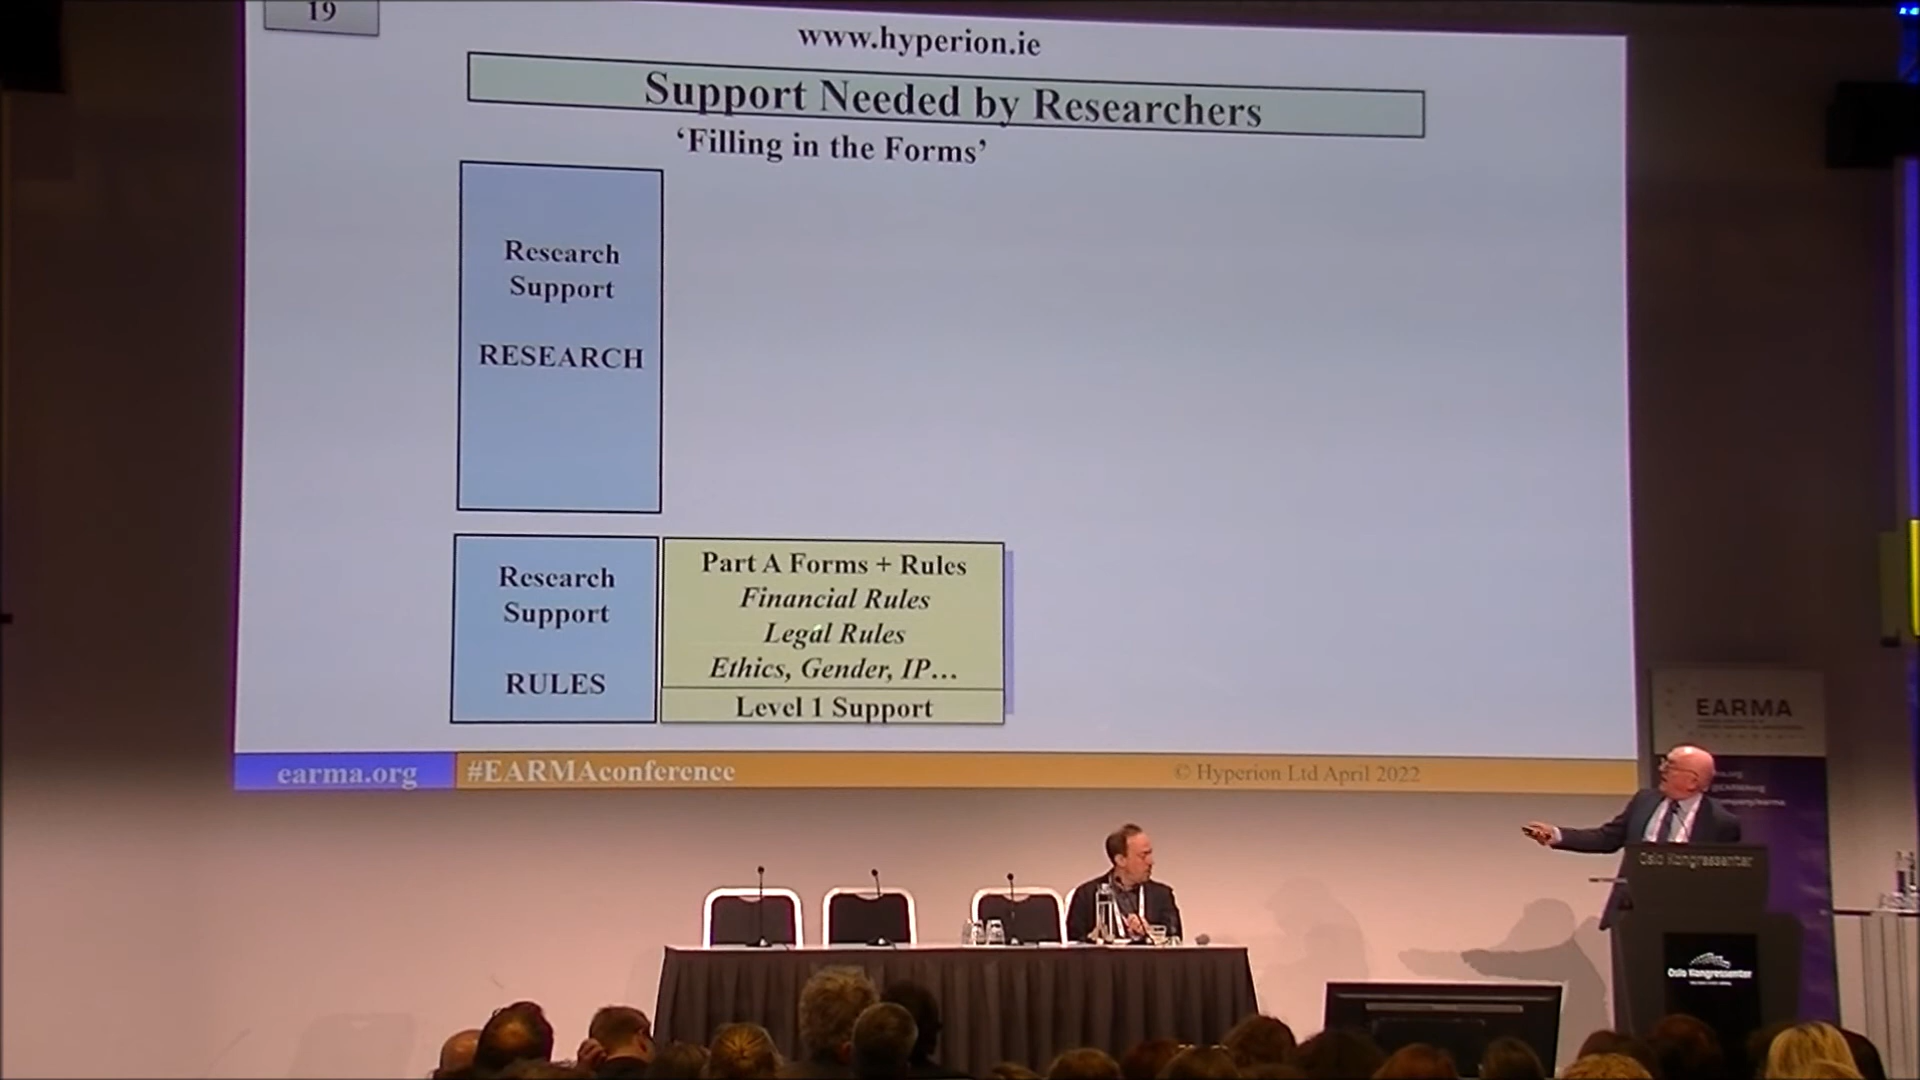 19
www.hyperion.ie
Support Needed by Researchers
‘Filling in the Forms’
Research
Support
RESEARCH
Research
Support
RULES
Part A Forms + Rules
Financial Rules
Legal Rules
Ethics, Gender, IP…
Level 1 Support
earma.org
#EARMAconference
© Hyperion Ltd April 2022
EARMA
Oslo Kongressenter
Oslo Kongressenter